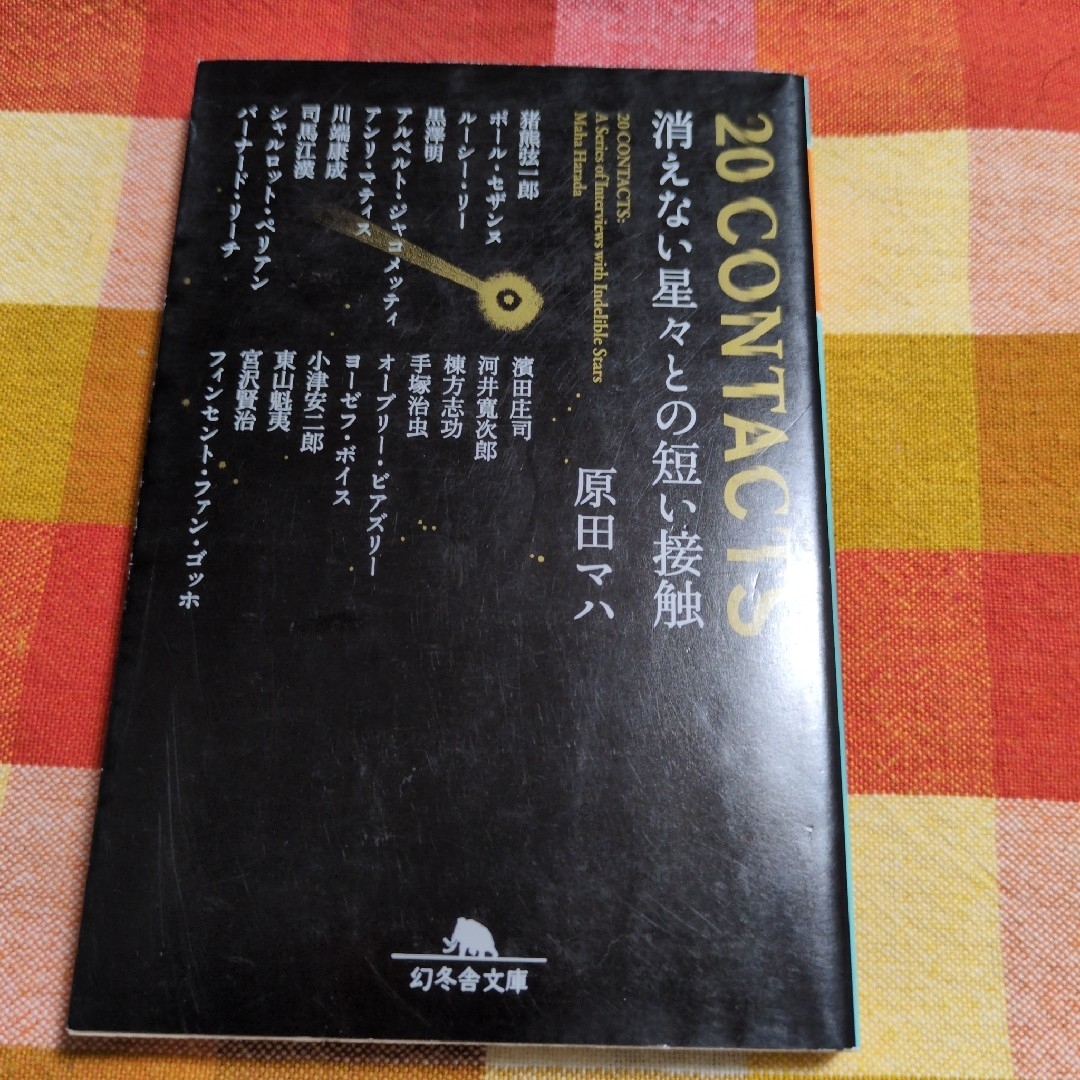 20 CONTACTS
消えない星々との短い接触
20 CONTACTS:
A Series of Interviews with Indelible Stars
Maha Harada
原田マハ
猪熊弦一郎
ポール・セザンヌ
ルーシー・リー
黒澤明
アルベルト・ジャコメッティ
アンリ・マティス
川端康成
司馬江漢
シャルロット・ペリアン
バーナード・リーチ
濱田庄司
河井寬次郎
棟方志功
手塚治虫
オーブリー・ビアズリー
ヨーゼフ・ボイス
小津安二郎
東山魁夷
宮沢賢治
フィンセント・ファン・ゴッホ
幻冬舎文庫